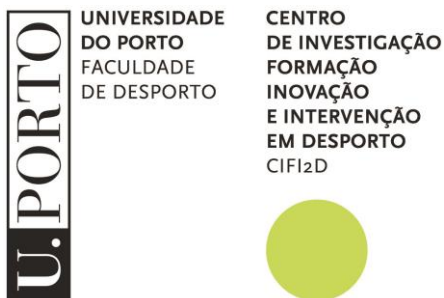 U. PORTO
UNIVERSIDADE
DO PORTO
FACULDADE
DE DESPORTO
CENTRO
DE INVESTIGAÇÃO
FORMAÇÃO
INOVAÇÃO
E INTERVENÇÃO
EM DESPORTO
CIFI2D